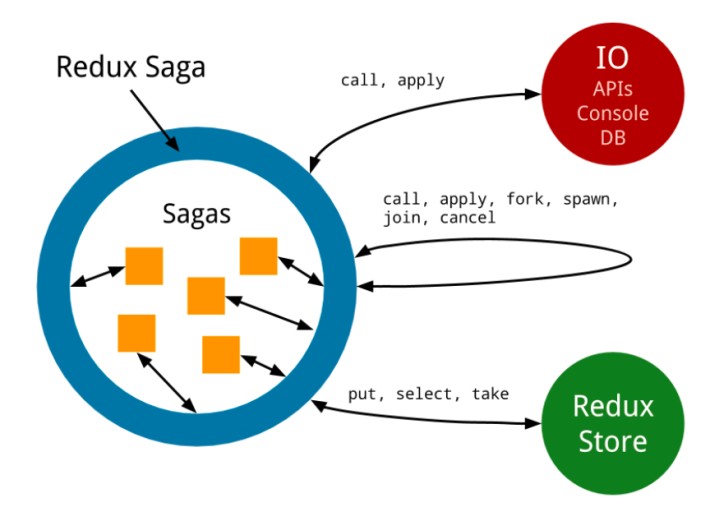 Redux Saga
Sagas
call, apply
IO
APIs
Console
DB
call, apply, fork, spawn,
join, cancel
put, select, take
Redux
Store